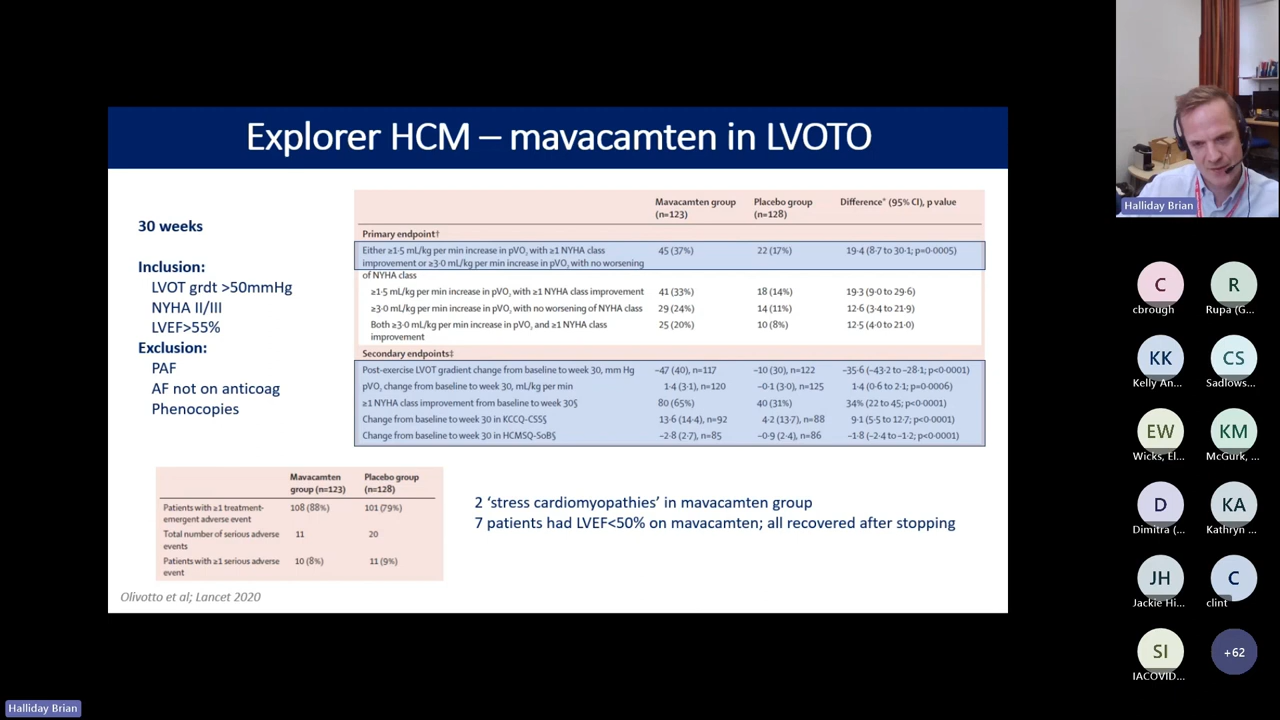 Explorer HCM – mavacamten in LVOTO
30 weeks
Inclusion:
LVOT grdt >50mmHg
NYHA II/III
LVEF>55%
Exclusion:
PAF
AF not on anticoag
Phenocopies
Mavacamten group (n=123) Placebo group (n=128) Difference* (95% CI), p value
Primary endpoint†
Either ≥1·5 mL/kg per min increase in pVO₂ with ≥1 NYHA class 45 (37%) 22 (17%) 19·4 (8·7 to 30·1; p=0·0005)
improvement or ≥3·0 mL/kg per min increase in pVO₂ with no worsening
of NYHA class
≥1·5 mL/kg per min increase in pVO₂ with ≥1 NYHA class improvement 41 (33%) 18 (14%) 19·3 (9·0 to 29·6)
≥3·0 mL/kg per min increase in pVO₂ with no worsening of NYHA class 29 (24%) 14 (11%) 12·6 (3·4 to 21·9)
Both ≥3·0 mL/kg per min increase in pVO₂ and ≥1 NYHA class 25 (20%) 10 (8%) 12·5 (4·0 to 21·0)
improvement
Secondary endpoints‡
Post-exercise LVOT gradient change from baseline to week 30, mm Hg −47 (40), n=117 −10 (30), n=122 −35·6 (−43·2 to −28·1; p<0·0001)
pVO₂ change from baseline to week 30, mL/kg per min 1·4 (3·1), n=120 −0·1 (3·0), n=125 1·4 (0·6 to 2·1; p=0·0006)
≥1 NYHA class improvement from baseline to week 30§ 80 (65%) 40 (31%) 34% (22 to 45; p<0·0001)
Change from baseline to week 30 in KCCQ-CSS§ 13·6 (14·4), n=92 4·2 (13·7), n=88 9·1 (5·5 to 12·7; p<0·0001)
Change from baseline to week 30 in HCMSQ-SoB§ −2·8 (2·7), n=85 −0·9 (2·4), n=86 −1·8 (−2·4 to −1·2; p<0·0001)
Mavacamten Placebo group
group (n=123) (n=128)
Patients with ≥1 treatment- 108 (88%) 101 (79%)
emergent adverse event
Total number of serious adverse 11 20
events
Patients with ≥1 serious adverse 10 (8%) 11 (9%)
event
2 ‘stress cardiomyopathies’ in mavacamten group
7 patients had LVEF<50% on mavacamten; all recovered after stopping
Olivotto et al; Lancet 2020
Halliday Brian
C R
cbrough Rupa (G...
KK CS
Kelly An... Sadlows...
EW KM
Wicks, El... McGurk, ...
D KA
Dimitra (... Kathryn ...
JH C
Jackie Hi... clint
SI +62
IACOVID...
Halliday Brian